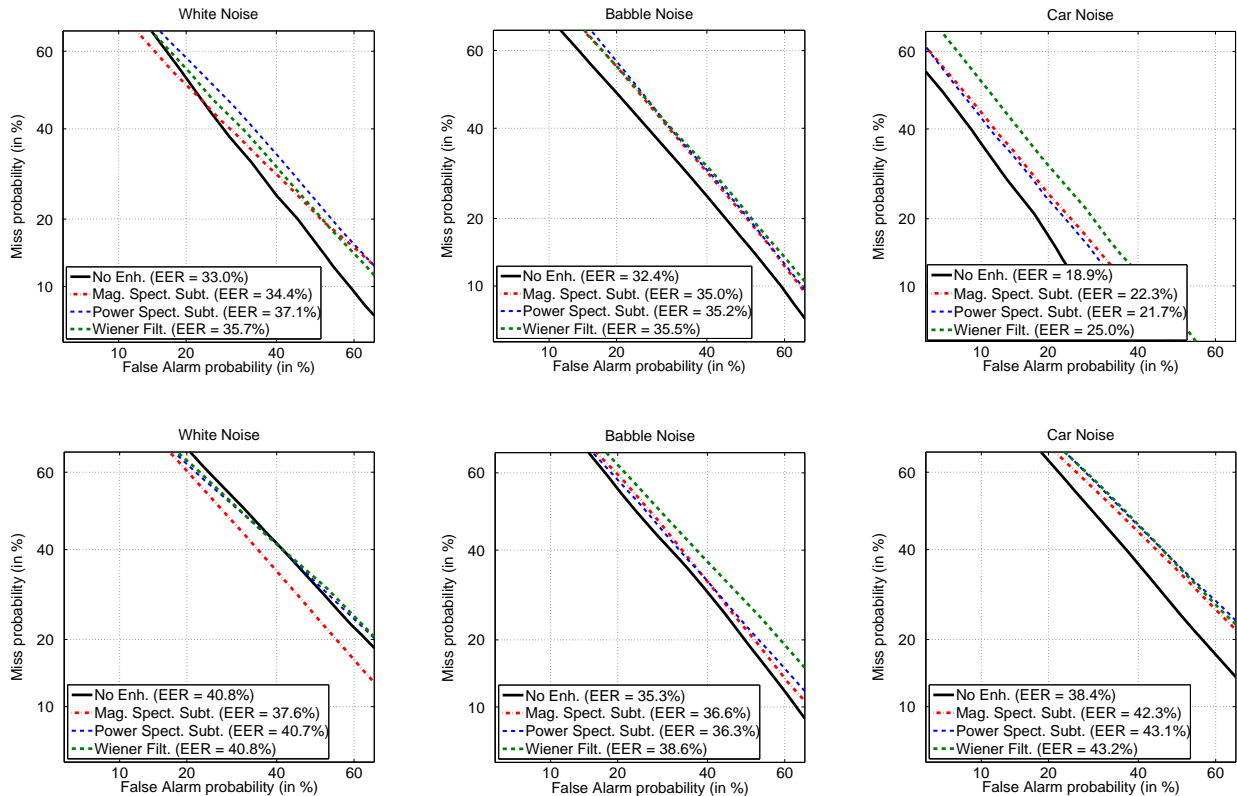 White Noise
60
40
20
10
Miss probability (in %)
No Enh. (EER = 33.0%)
Mag. Spect. Subt. (EER = 34.4%)
Power Spect. Subt. (EER = 37.1%)
Wiener Filt. (EER = 35.7%)
10 20 40 60
False Alarm probability (in %)
Babble Noise
60
40
20
10
Miss probability (in %)
No Enh. (EER = 32.4%)
Mag. Spect. Subt. (EER = 35.0%)
Power Spect. Subt. (EER = 35.2%)
Wiener Filt. (EER = 35.5%)
10 20 40 60
False Alarm probability (in %)
Car Noise
60
40
20
10
Miss probability (in %)
No Enh. (EER = 18.9%)
Mag. Spect. Subt. (EER = 22.3%)
Power Spect. Subt. (EER = 21.7%)
Wiener Filt. (EER = 25.0%)
10 20 40 60
False Alarm probability (in %)
White Noise
60
40
20
10
Miss probability (in %)
No Enh. (EER = 40.8%)
Mag. Spect. Subt. (EER = 37.6%)
Power Spect. Subt. (EER = 40.7%)
Wiener Filt. (EER = 40.8%)
10 20 40 60
False Alarm probability (in %)
Babble Noise
60
40
20
10
Miss probability (in %)
No Enh. (EER = 35.3%)
Mag. Spect. Subt. (EER = 36.6%)
Power Spect. Subt. (EER = 36.3%)
Wiener Filt. (EER = 38.6%)
10 20 40 60
False Alarm probability (in %)
Car Noise
60
40
20
10
Miss probability (in %)
No Enh. (EER = 38.4%)
Mag. Spect. Subt. (EER = 42.3%)
Power Spect. Subt. (EER = 43.1%)
Wiener Filt. (EER = 43.2%)
10 20 40 60
False Alarm probability (in %)